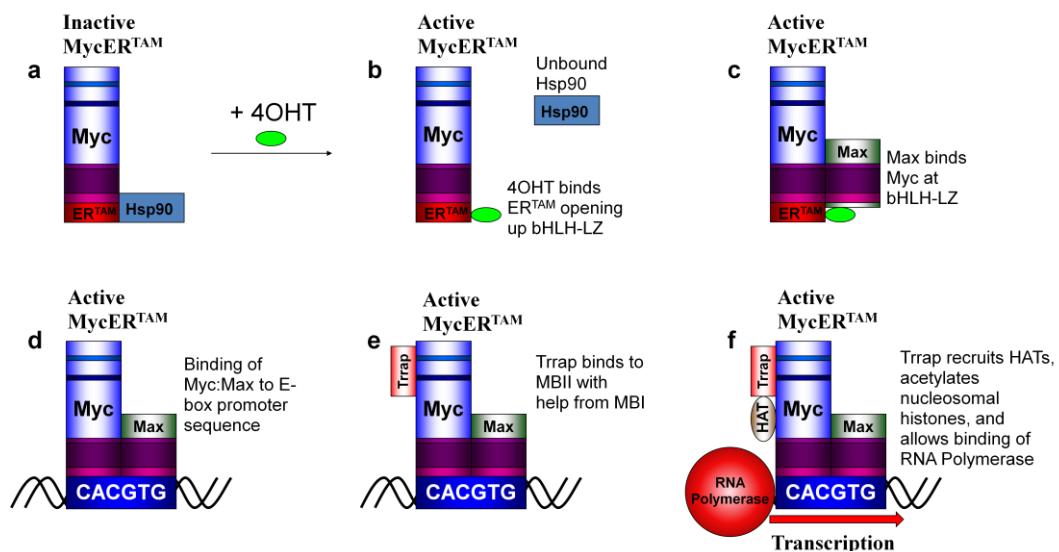 Inactive
MycER^TAM
a
Myc
ER^TAM
Hsp90
+ 4OHT
Active
MycER^TAM
b
Myc
ER^TAM
Unbound
Hsp90
Hsp90
4OHT binds
ER^TAM opening
up bHLH-LZ
Active
MycER^TAM
c
Myc
Max
ER^TAM
Max binds
Myc at
bHLH-LZ
Active
MycER^TAM
d
Myc
Max
CACGTG
Binding of
Myc:Max to E-
box promoter
sequence
Active
MycER^TAM
e
Trrap
Myc
Max
CACGTG
Trrap binds to
MBII with
help from MBI
Active
MycER^TAM
f
Trrap
HAT
Myc
Max
RNA
Polymerase
CACGTG
Transcription
Trrap recruits HATs,
acetylates
nucleosomal
histones, and
allows binding of
RNA Polymerase